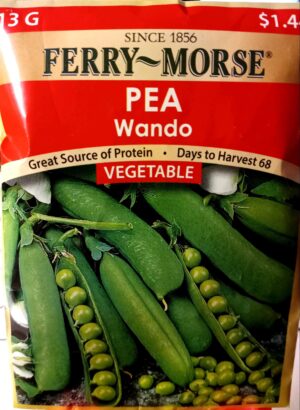 13 G $1.4
SINCE 1856
FERRY~MORSE®
PEA
Wando
Great Source of Protein • Days to Harvest 68
VEGETABLE